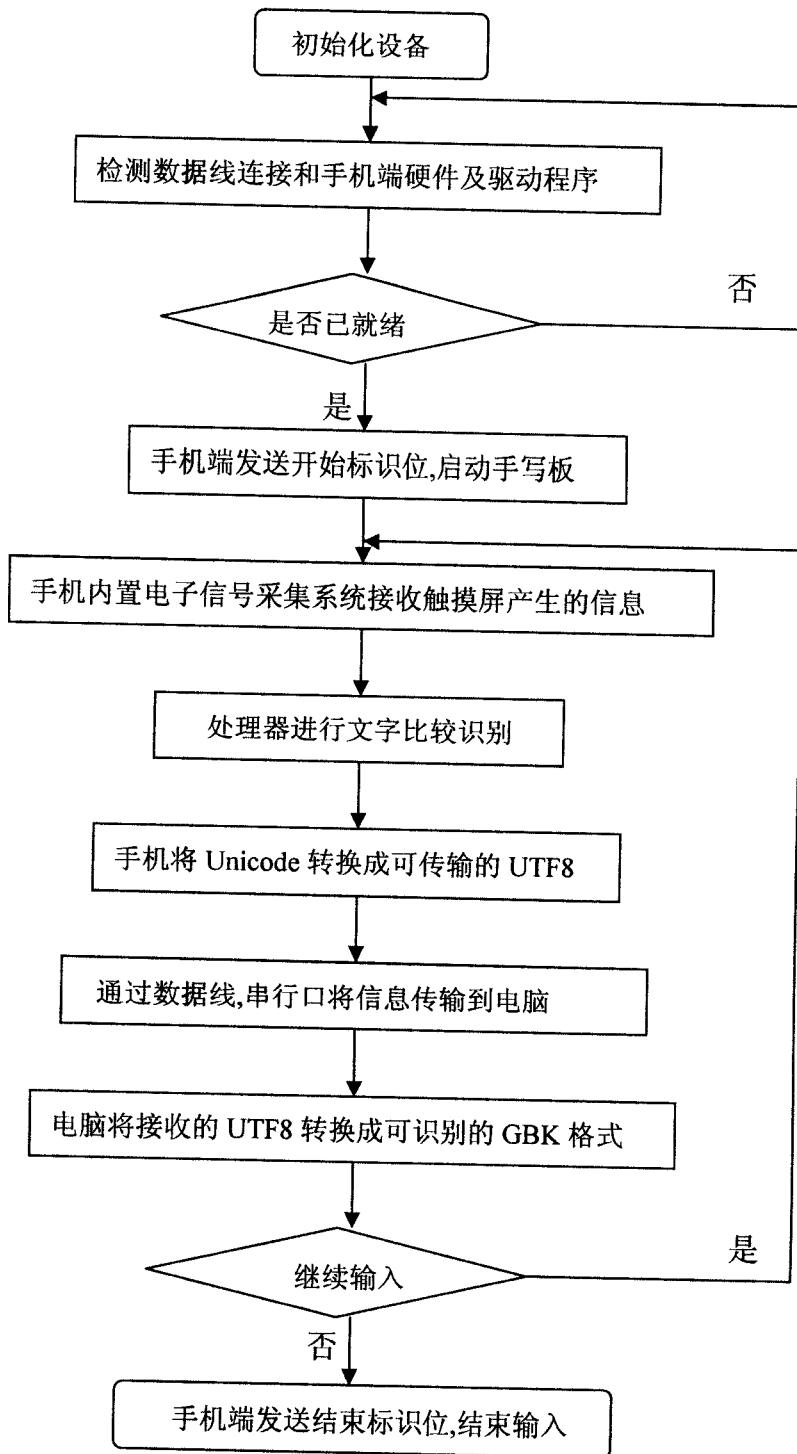 初始化设备
检测数据线连接和手机端硬件及驱动程序
否
是否已就绪
是
手机端发送开始标识位,启动手写板
手机内置电子信号采集系统接收触摸屏产生的信息
处理器进行文字比较识别
手机将 Unicode 转换成可传输的 UTF8
通过数据线,串行口将信息传输到电脑
电脑将接收的 UTF8 转换成可识别的 GBK 格式
是
继续输入
否
手机端发送结束标识位,结束输入